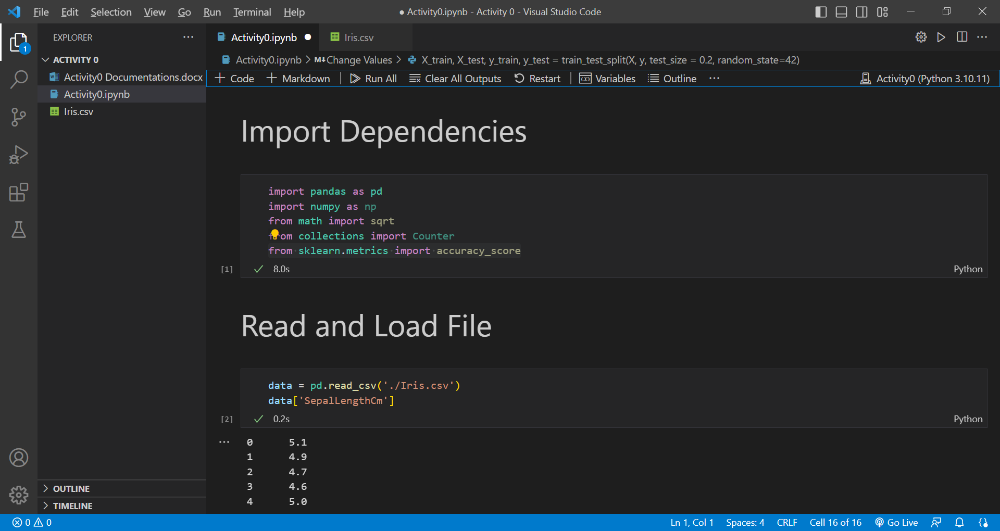 File Edit Selection View Go Run Terminal Help
● Activity0.ipynb - Activity 0 - Visual Studio Code
1
EXPLORER
ACTIVITY 0
Activity0 Documentations.docx
Activity0.ipynb
Iris.csv
OUTLINE
TIMELINE
Activity0.ipynb
Iris.csv
Activity0.ipynb > M↓Change Values > X_train, X_test, y_train, y_test = train_test_split(X, y, test_size = 0.2, random_state=42)
+ Code + Markdown Run All Clear All Outputs Restart Variables Outline ... Activity0 (Python 3.10.11)
Import Dependencies
import pandas as pd
import numpy as np
from math import sqrt
from collections import Counter
from sklearn.metrics import accuracy_score
[1] 8.0s Python
Read and Load File
data = pd.read_csv('./Iris.csv')
data['SepalLengthCm']
[2] 0.2s Python
0 5.1
1 4.9
2 4.7
3 4.6
4 5.0
0 0 Ln 1, Col 1 Spaces: 4 CRLF Cell 16 of 16 Go Live